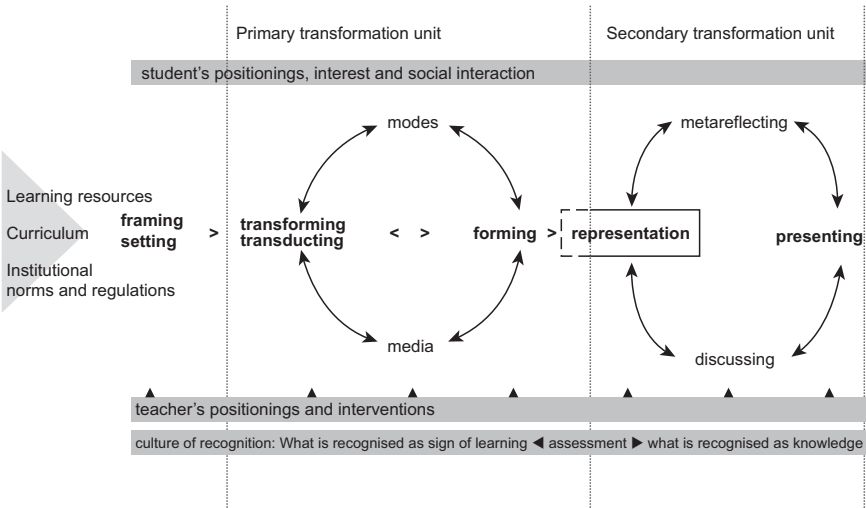 Primary transformation unit
Secondary transformation unit
student's positionings, interest and social interaction
modes
metareflecting
Learning resources
Curriculum
Institutional
norms and regulations
framing
setting
>
transforming
transducting
< >
forming
>
representation
presenting
media
discussing
teacher's positionings and interventions
culture of recognition: What is recognised as sign of learning ◀ assessment ▶ what is recognised as knowledge